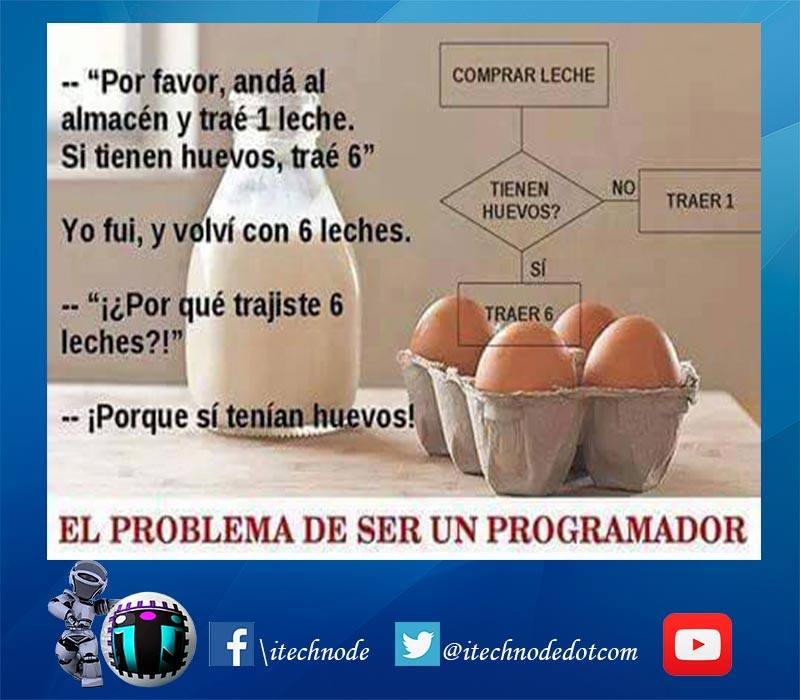 -- “Por favor, andá al
almacén y traé 1 leche.
Si tienen huevos, traé 6”
Yo fui, y volví con 6 leches.
-- “¡¿Por qué trajiste 6
leches?!”
-- ¡Porque sí tenían huevos!
COMPRAR LECHE
TIENEN
HUEVOS?
NO
TRAER 1
SÍ
TRAER 6
EL PROBLEMA DE SER UN PROGRAMADOR
\itechnode
@itechnodedotcom